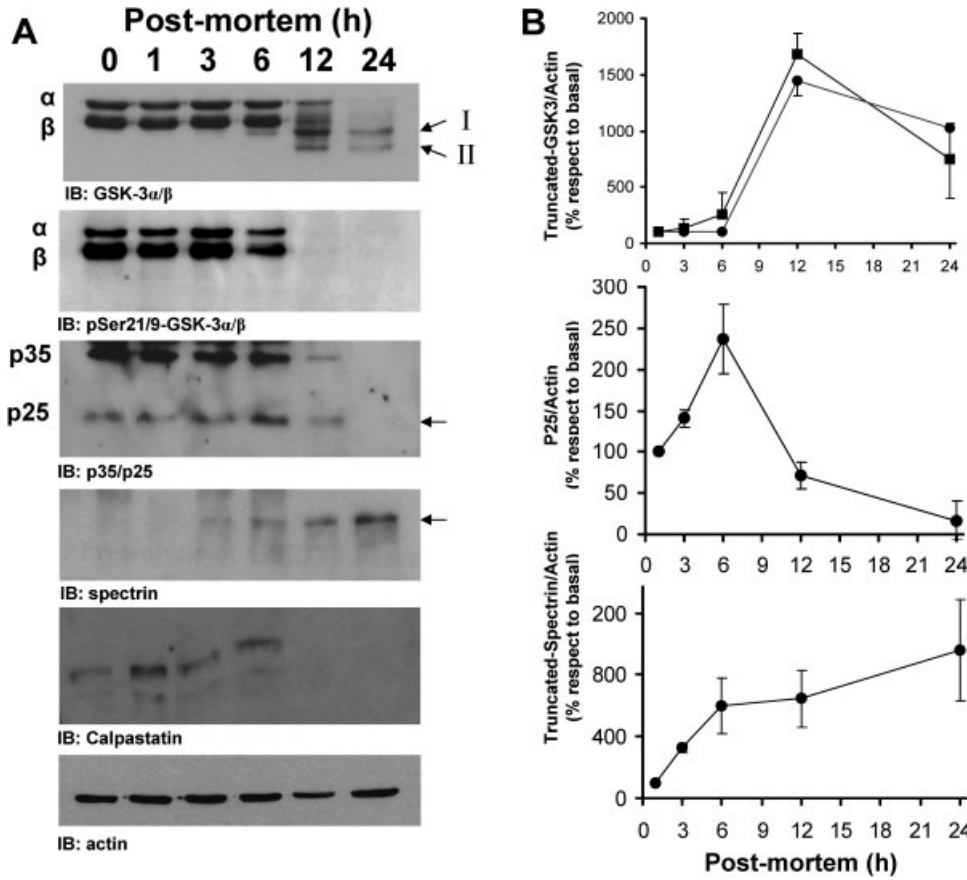 A
Post-mortem (h)
0 1 3 6 12 24
α
β
I
II
IB: GSK-3α/β
α
β
IB: pSer21/9-GSK-3α/β
p35
p25
IB: p35/p25
IB: spectrin
IB: Calpastatin
IB: actin
B
Truncated-GSK3/Actin
(% respect to basal)
1500
1000
500
0
0 3 6 9 12 15 18 21 24
P25/Actin
(% respect to basal)
300
250
200
150
100
50
0
0 3 6 9 12 15 18 21 24
Truncated-Spectrin/Actin
(% respect to basal)
200
800
400
0
0 3 6 9 12 15 18 21 24
Post-mortem (h)